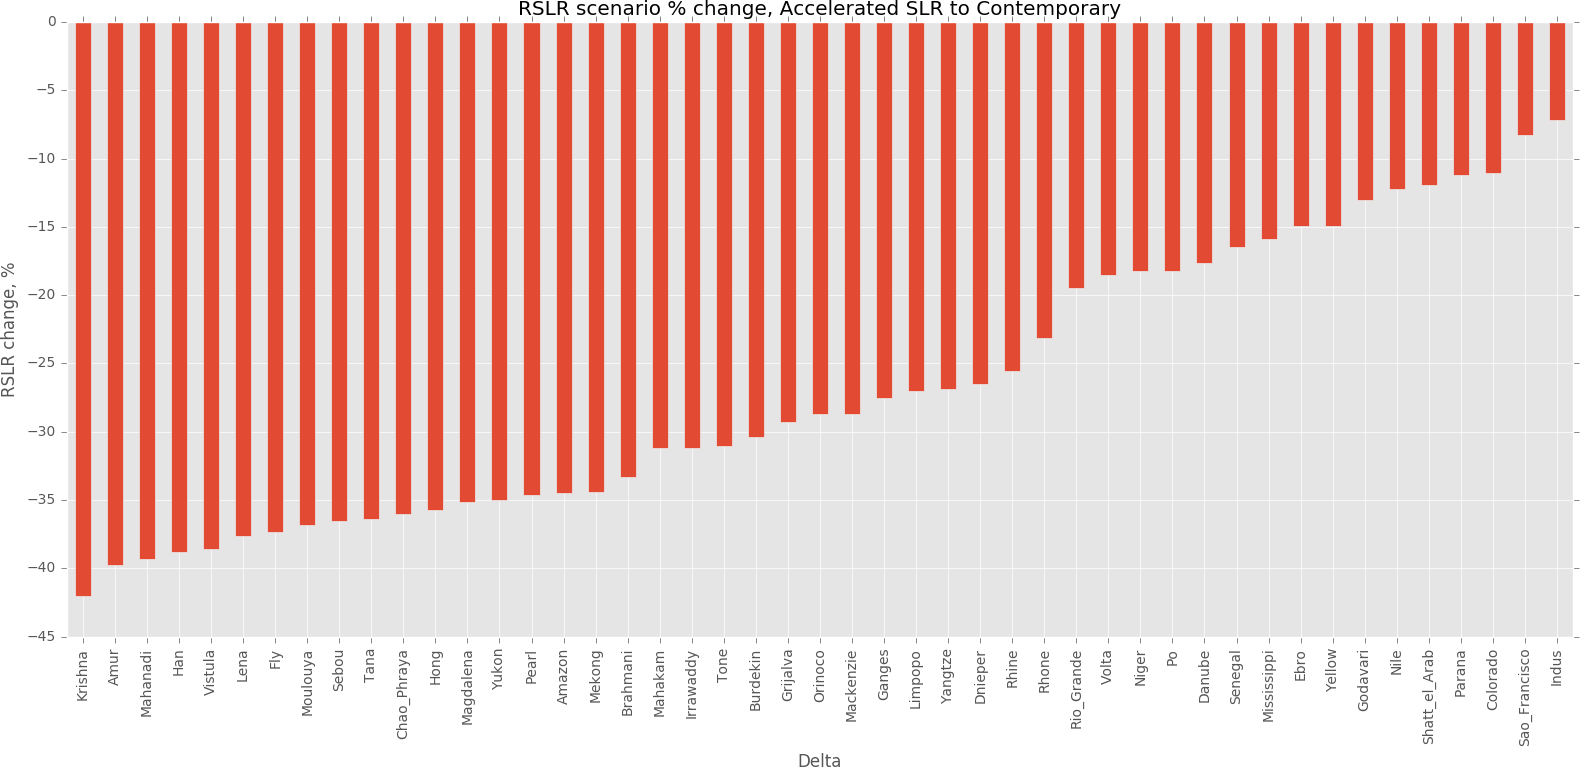 RSLR scenario % change, Accelerated SLR to Contemporary
0
−5
−10
−15
−20
−25
−30
−35
−40
−45
RSLR change, %
Krishna
Amur
Mahanadi
Han
Vistula
Lena
Fly
Moulouya
Sebou
Tana
Chao_Phraya
Hong
Magdalena
Yukon
Pearl
Amazon
Mekong
Brahmani
Mahakam
Irrawaddy
Tone
Burdekin
Grijalva
Orinoco
Mackenzie
Ganges
Limpopo
Yangtze
Dnieper
Rhine
Rhone
Rio_Grande
Volta
Niger
Po
Danube
Senegal
Mississippi
Ebro
Yellow
Godavari
Nile
Shatt_el_Arab
Parana
Colorado
Sao_Francisco
Indus
Delta